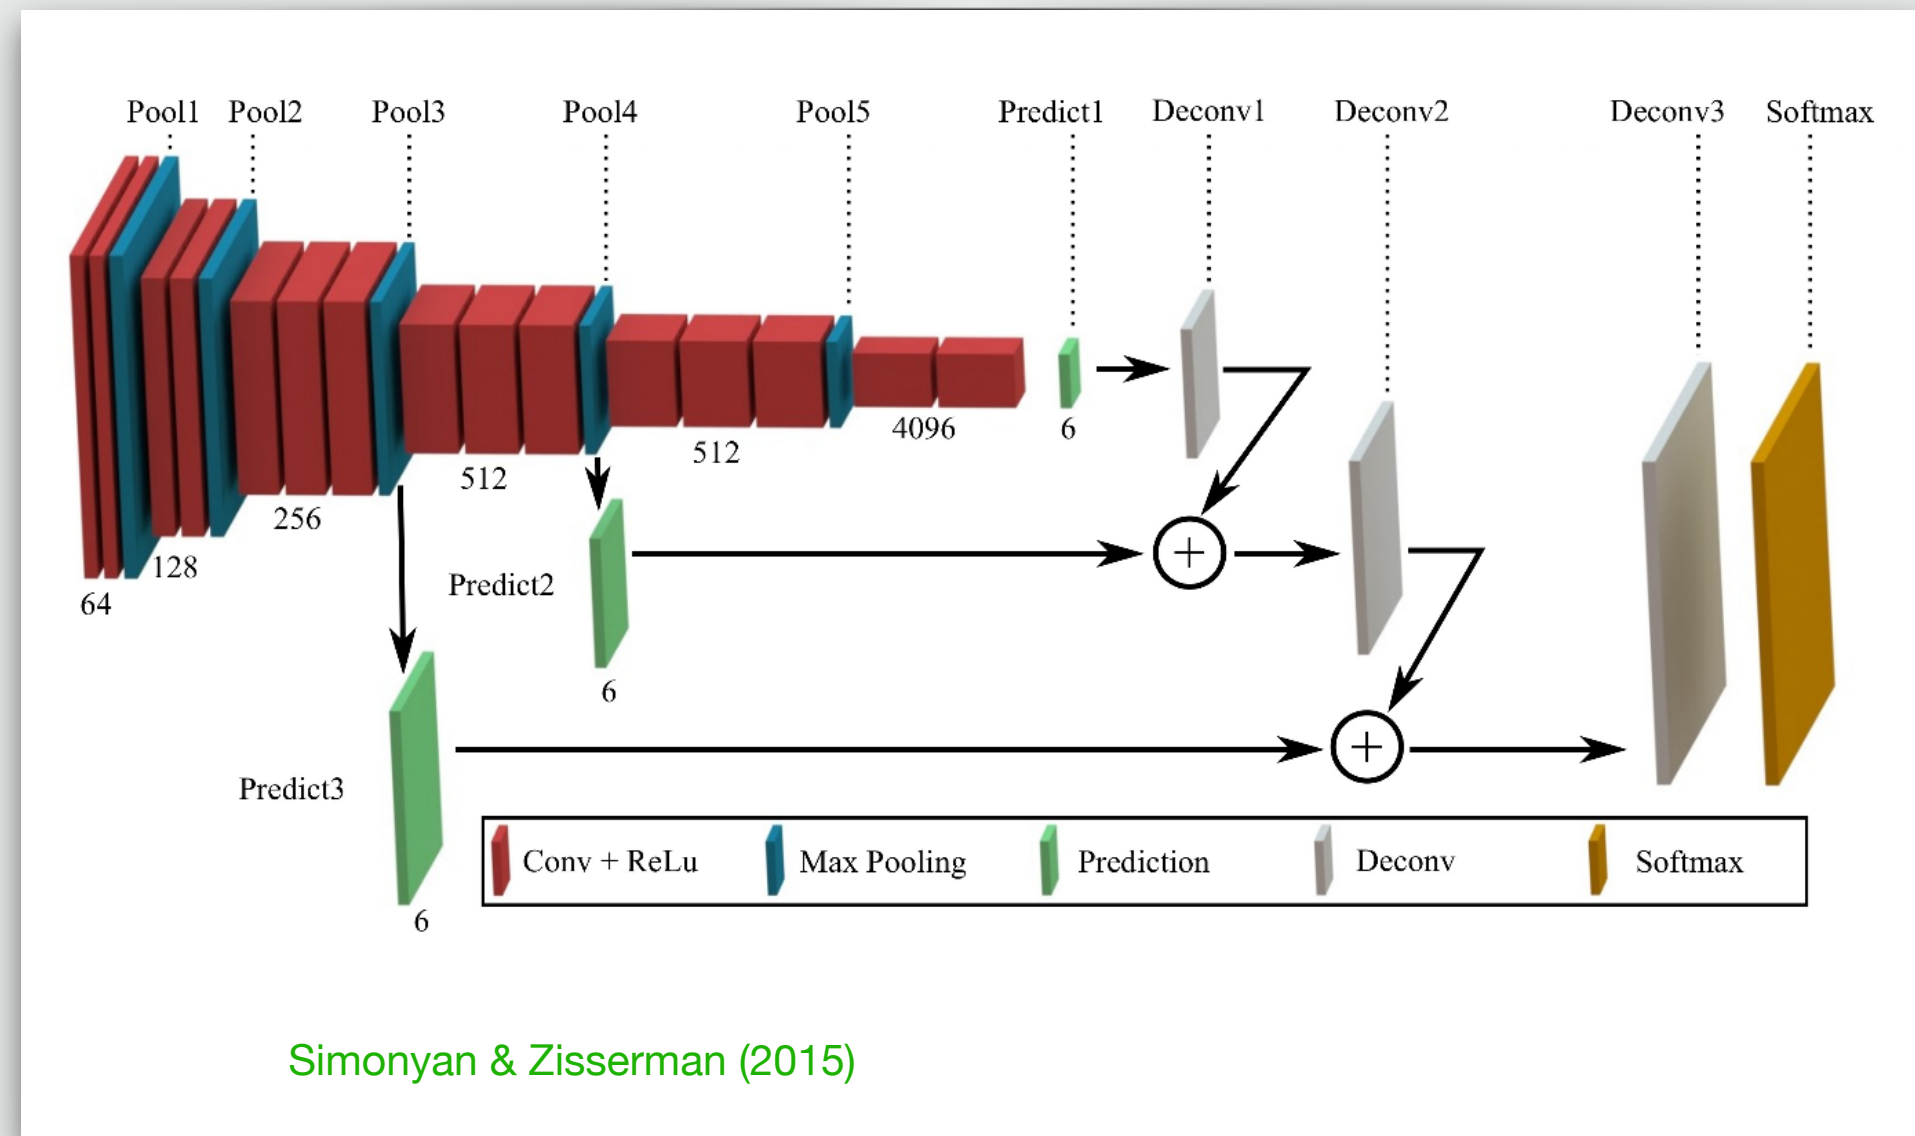 Pool1 Pool2 Pool3 Pool4 Pool5 Predict1 Deconv1 Deconv2 Deconv3 Softmax
4096 6
512
512
256
128
64
Predict2
6
Predict3
6
+
+
Conv + ReLu Max Pooling Prediction Deconv Softmax
Simonyan & Zisserman (2015)